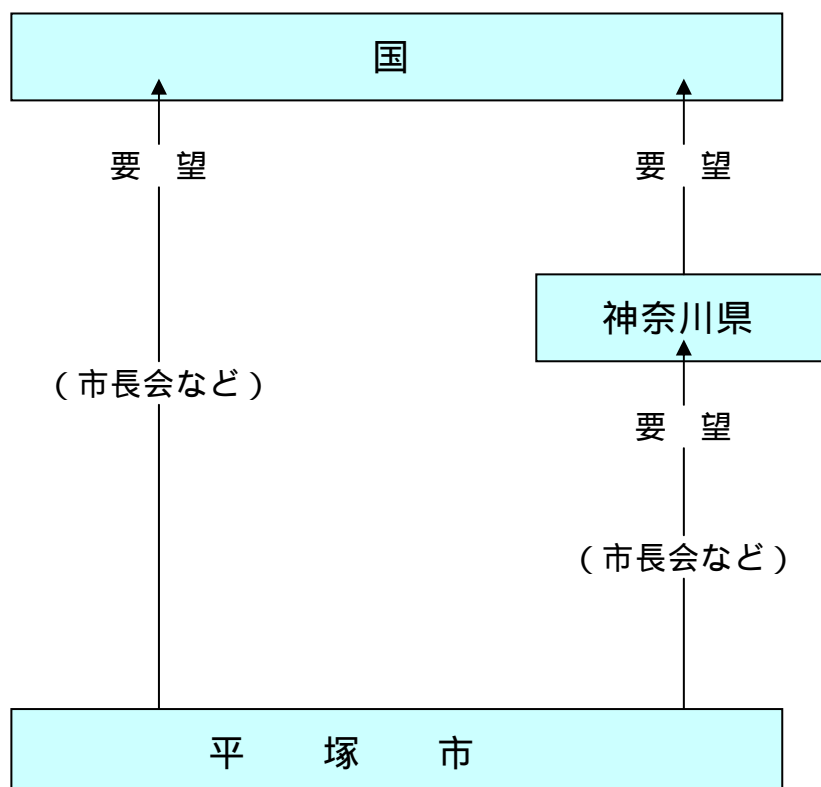 国
要　望
要　望
神奈川県
（市長会など）
要　望
（市長会など）
平　塚　市